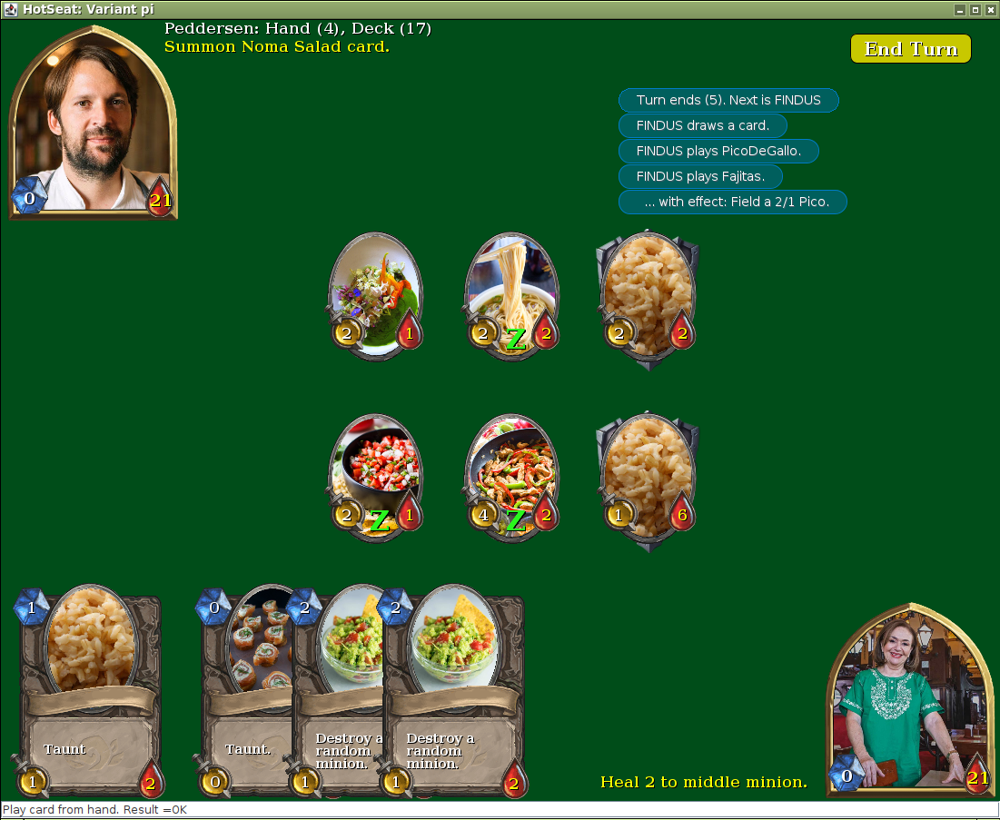 HotSeat: Variant pi
Peddersen: Hand (4), Deck (17)
Summon Noma Salad card.
End Turn
Turn ends (5). Next is FINDUS
FINDUS draws a card.
FINDUS plays PicoDeGallo.
FINDUS plays Fajitas.
... with effect: Field a 2/1 Pico.
0
21
2
1
2
Z
2
2
2
2
Z
1
4
Z
2
1
6
1
0
2
2
Taunt
Taunt.
Destroy a
random
minion.
Destroy a
random
minion.
1
2
0
1
1
2
Heal 2 to middle minion.
0
21
Play card from hand. Result =OK